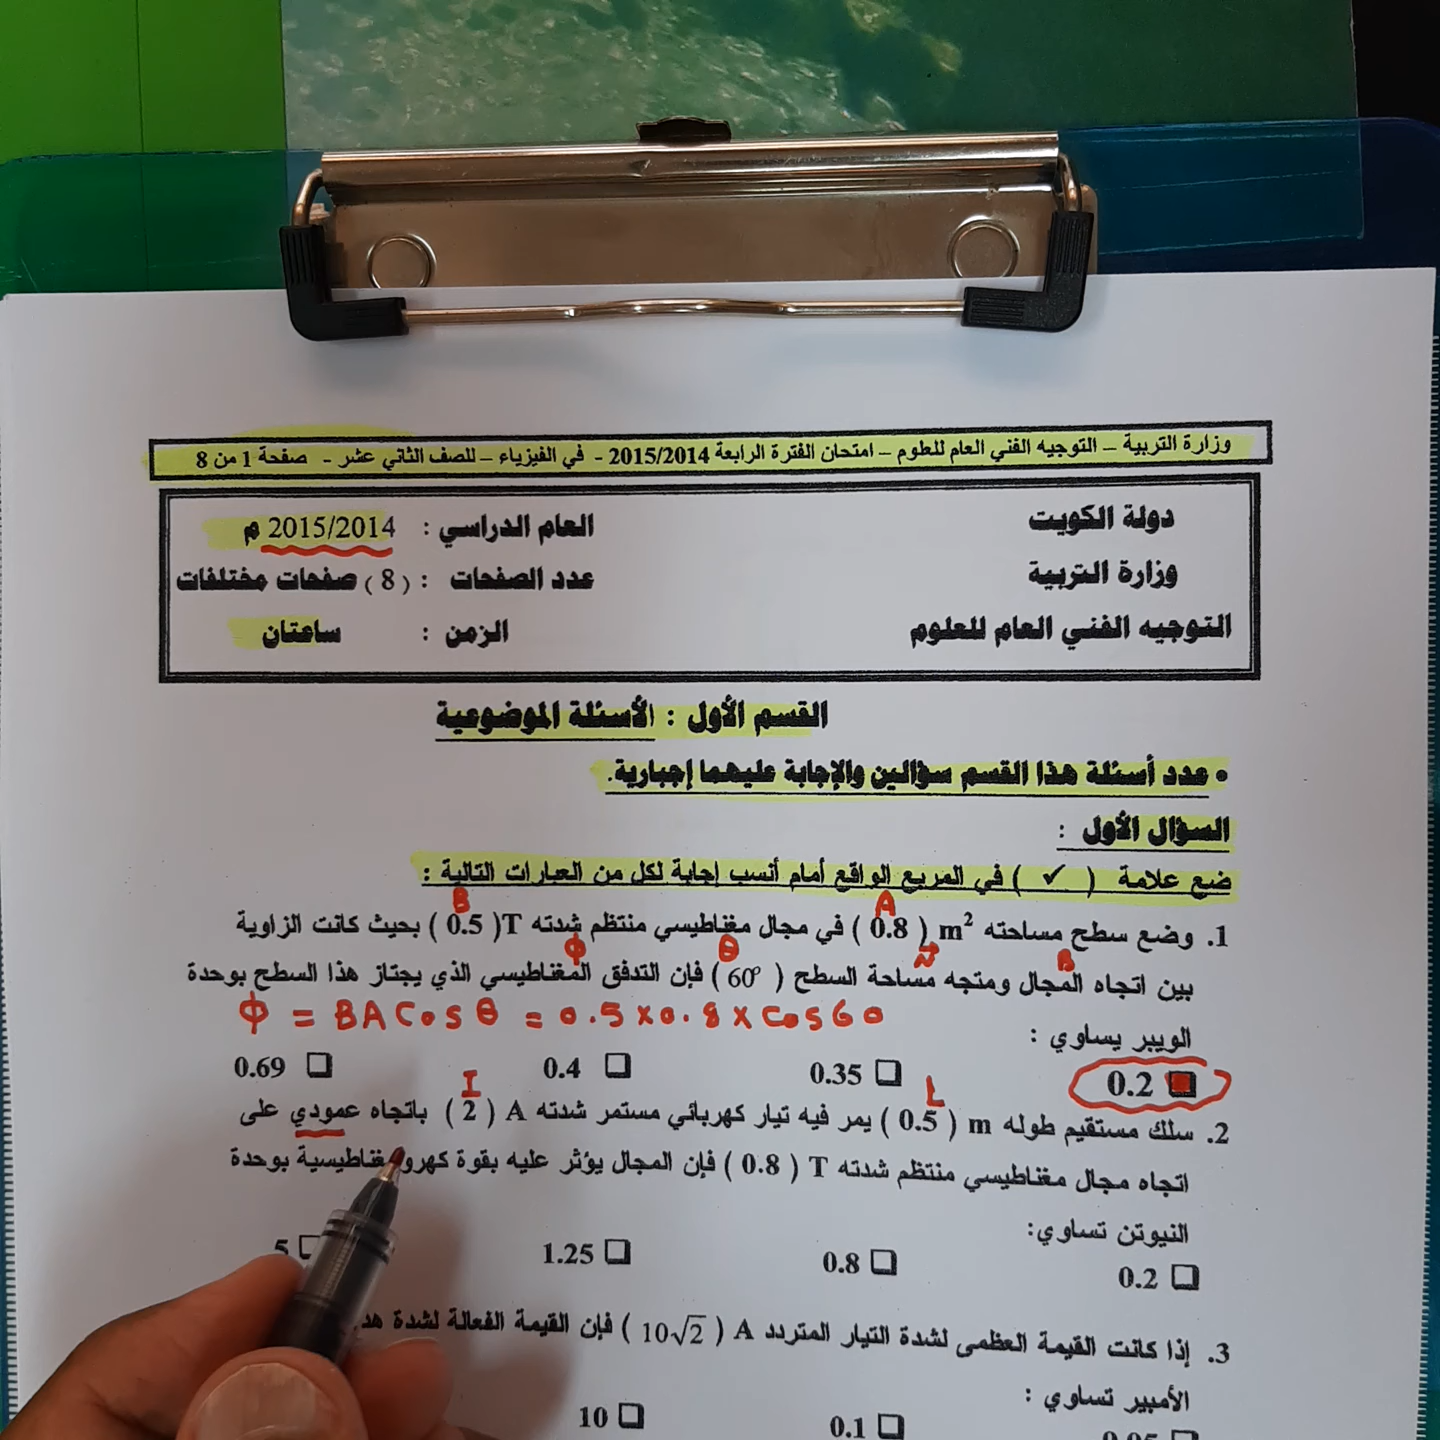 وزارة التربية – التوجيه الفني العام للعلوم – امتحان الفترة الرابعة 2015/2014 - في الفيزياء – للصف الثاني عشر - صفحة 1 من 8
دولة الكويت
العام الدراسي : 2015/2014 م
وزارة التربية
عدد الصفحات : ( 8 ) صفحات مختلفات
التوجيه الفني العام للعلوم
الزمن : ساعتان
القسم الأول : الأسئلة الموضوعية
• عدد أسئلة هذا القسم سؤالين والإجابة عليهما إجبارية.
السؤال الأول :
ضع علامة ( ✓ ) في المربع الواقع أمام أنسب إجابة لكل من العبارات التالية :
B A
1. وضع سطح مساحته m² ( 0.8 ) في مجال مغناطيسي منتظم شدته T( 0.5 ) بحيث كانت الزاوية
Φ θ N B
بين اتجاه المجال ومتجه مساحة السطح ( 60° ) فإن التدفق المغناطيسي الذي يجتاز هذا السطح بوحدة
Φ = BA Cos θ = 0.5 × 0.8 × Cos 60
الويبر يساوي :
0.2 0.35 0.4 0.69
I L
2. سلك مستقيم طوله m ( 0.5 ) يمر فيه تيار كهربائي مستمر شدته A ( 2 ) باتجاه عمودي على
اتجاه مجال مغناطيسي منتظم شدته T ( 0.8 ) فإن المجال يؤثر عليه بقوة كهرومغناطيسية بوحدة
النيوتن تساوي:
0.2 0.8 1.25 5
3. إذا كانت القيمة العظمى لشدة التيار المتردد A ( 10√2 ) فإن القيمة الفعالة لشدة
الأمبير تساوي :
0.1 10